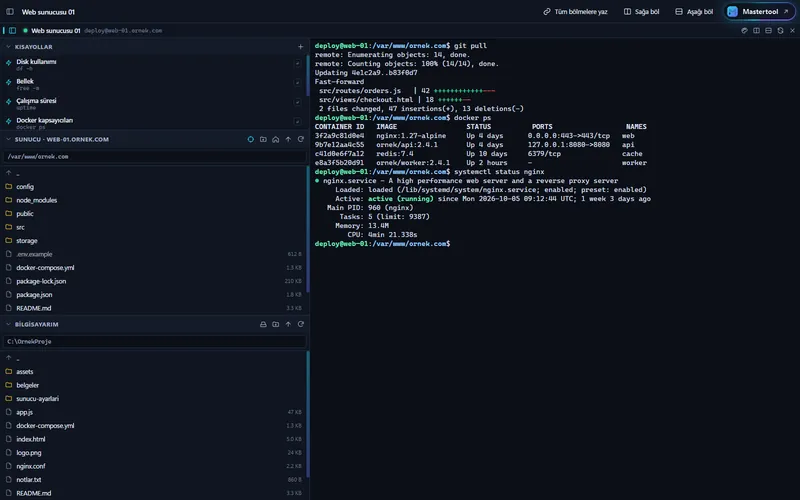 Web sunucusu 01
Tüm bölmelere yaz
Sağa böl
Aşağı böl
Mastertool
Web sunucusu 01 deploy@web-01.ornek.com
KISAYOLLAR
Disk kullanımı
df -h
Bellek
free -m
Çalışma süresi
uptime
Docker kapsayıcıları
docker ps
SUNUCU · WEB-01.ORNEK.COM
/var/www/ornek.com
..
config
node_modules
public
src
storage
.env.example 612 B
docker-compose.yml 1.3 KB
package-lock.json 210 KB
package.json 1.8 KB
README.md 3.3 KB
BİLGİSAYARIM
C:\OrnekProje
..
assets
belgeler
sunucu-ayarlari
app.js 47 KB
docker-compose.yml 1.3 KB
index.html 5.0 KB
logo.png 24 KB
nginx.conf 2.2 KB
notlar.txt 860 B
README.md 3.3 KB
deploy@web-01:/var/www/ornek.com$ git pull
remote: Enumerating objects: 14, done.
remote: Counting objects: 100% (14/14), done.
Updating 4e1c2a9..b83f0d7
Fast-forward
src/routes/orders.js | 42 ++++++++++++---
src/views/checkout.html | 18 ++++++--
2 files changed, 47 insertions(+), 13 deletions(-)
deploy@web-01:/var/www/ornek.com$ docker ps
CONTAINER ID IMAGE STATUS PORTS NAMES
3f2a9c81d0e4 nginx:1.27-alpine Up 4 days 0.0.0.0:443->443/tcp web
9b7e12aa4c55 ornek/api:2.4.1 Up 4 days 127.0.0.1:8080->8080 api
c41d0e6f7a12 redis:7.4 Up 10 days 6379/tcp cache
e8a3f5b20d91 ornek/worker:2.4.1 Up 2 hours - worker
deploy@web-01:/var/www/ornek.com$ systemctl status nginx
● nginx.service - A high performance web server and a reverse proxy server
Loaded: loaded (/lib/systemd/system/nginx.service; enabled; preset: enabled)
Active: active (running) since Mon 2026-10-05 09:12:44 UTC; 1 week 3 days ago
Main PID: 960 (nginx)
Tasks: 5 (limit: 9387)
Memory: 13.4M
CPU: 4min 21.338s
deploy@web-01:/var/www/ornek.com$